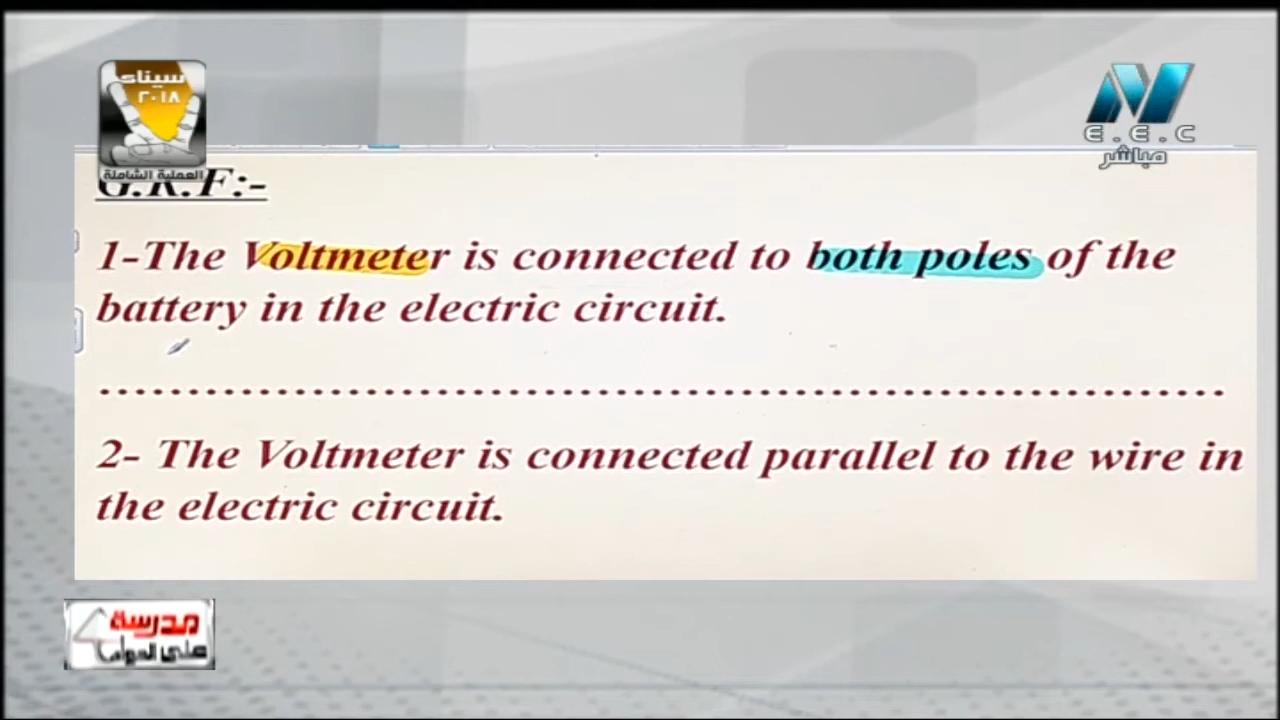 سيناء
٢٠١٨
العملية الشاملة
E.E.C
مباشر
G.R.F:-
1-The Voltmeter is connected to both poles of the
battery in the electric circuit.
2- The Voltmeter is connected parallel to the wire in
the electric circuit.
مدرسة
على الهواء